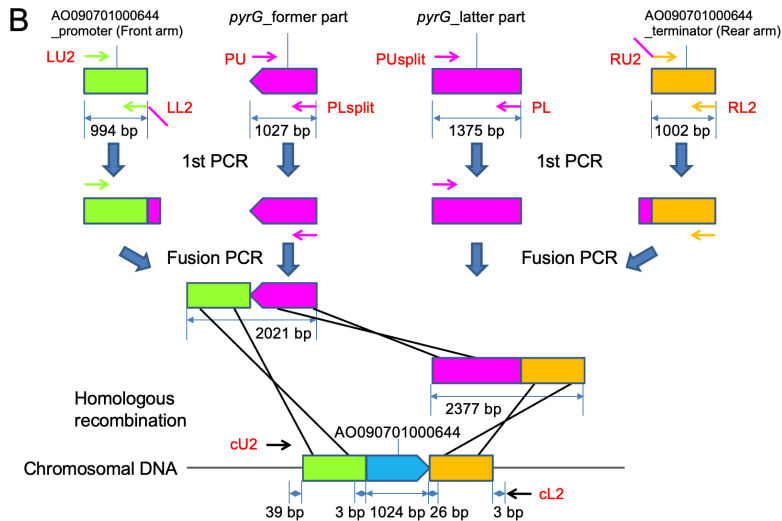 B
AO090701000644
_promoter (Front arm)
pyrG_former part
pyrG_latter part
AO090701000644
_terminator (Rear arm)
LU2
PU
PUsplit
RU2
LL2
PLsplit
PL
RL2
994 bp
1027 bp
1375 bp
1002 bp
1st PCR
1st PCR
Fusion PCR
Fusion PCR
2021 bp
2377 bp
Homologous
recombination
AO090701000644
cU2
Chromosomal DNA
cL2
39 bp
3 bp
1024 bp
26 bp
3 bp